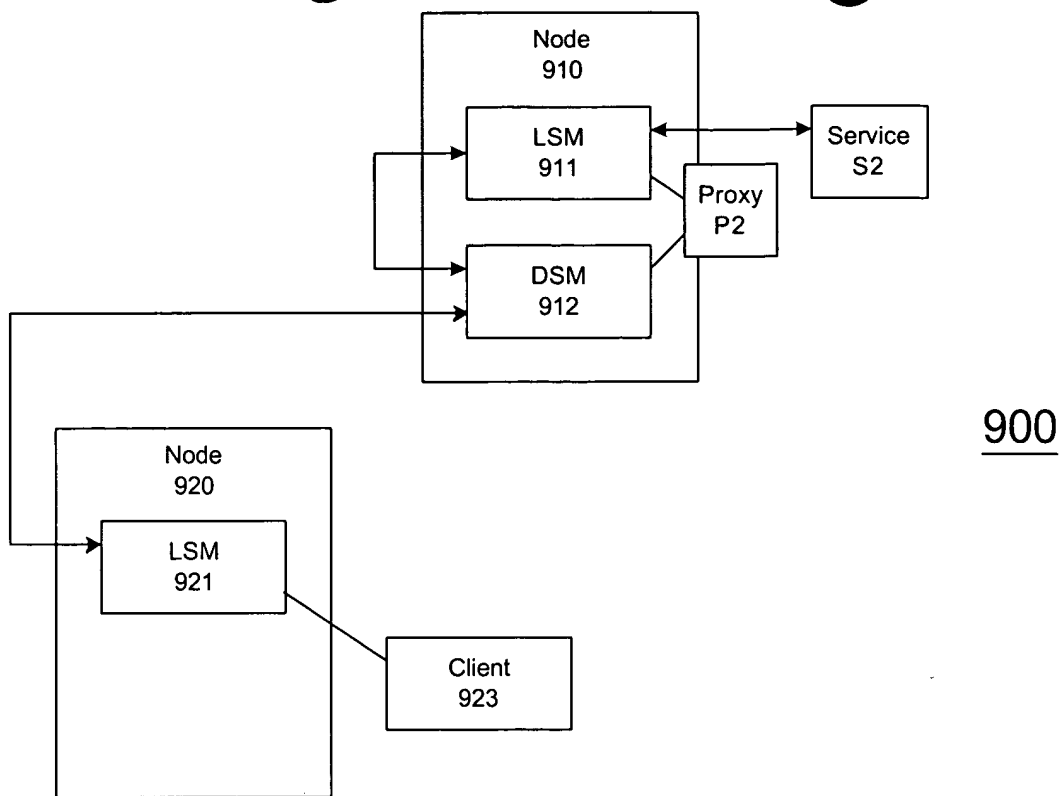 Node
910
LSM
911
Service
S2
Proxy
P2
DSM
912
900
Node
920
LSM
921
Client
923